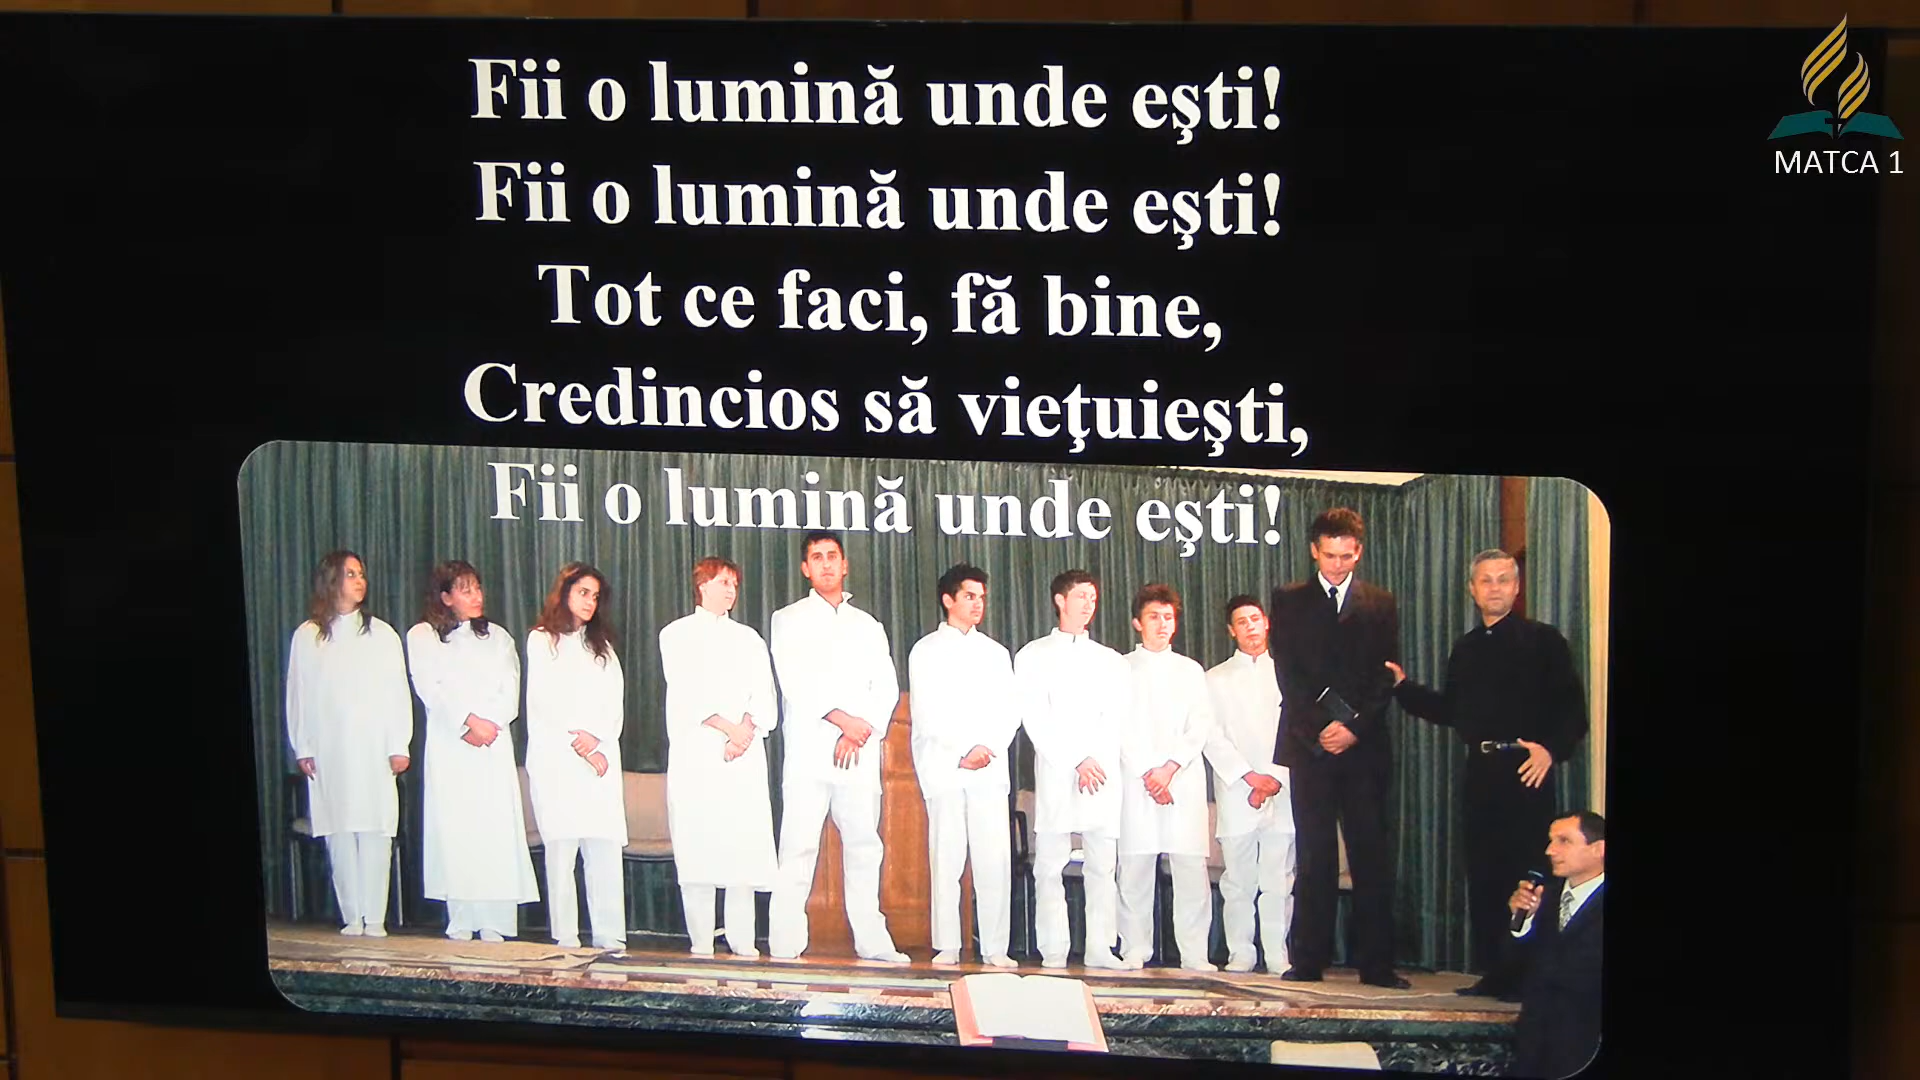 Fii o lumină unde eşti!
Fii o lumină unde eşti!
Tot ce faci, fă bine,
Credincios să vieţuieşti,
Fii o lumină unde eşti!
MATCA 1